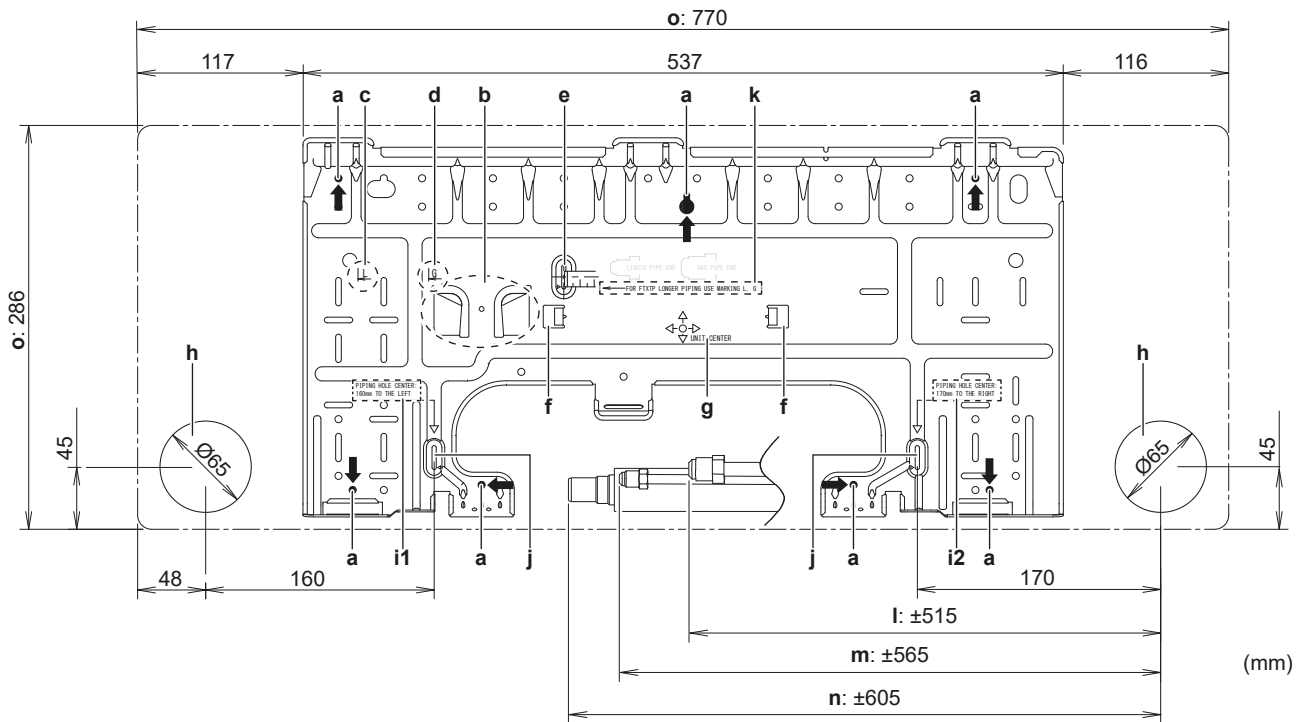 o: 770
117 537 116
a c d b e a k a
o: 286
L G
LIQUID PIPE END GAS PIPE END
FOR FTXTP LONGER PIPING USE MARKING L, G
UNIT CENTER
h h
f g f
PIPING HOLE CENTER:
160mm TO THE LEFT
PIPING HOLE CENTER:
170mm TO THE RIGHT
45 Ø65 Ø65 45
a i1 a j j a i2 a
48 160 170
l: ±515
m: ±565
(mm)
n: ±605